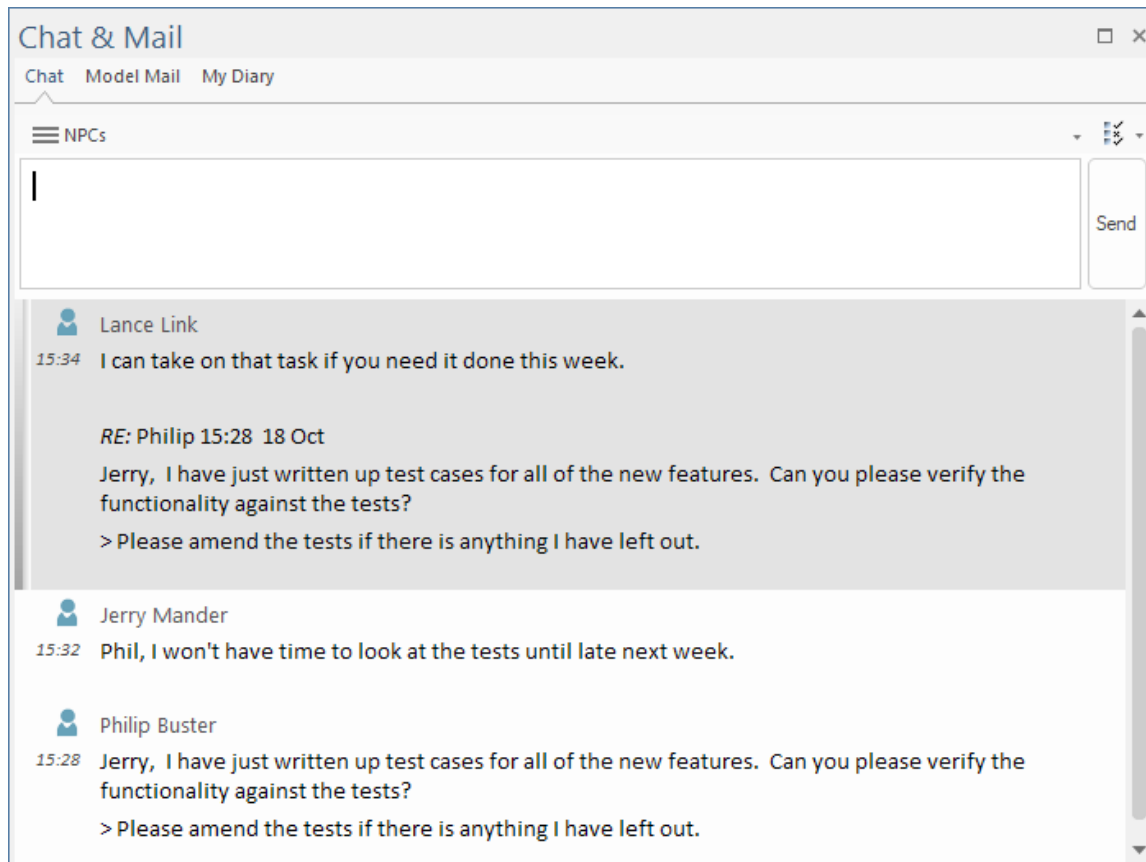 Chat & Mail
Chat Model Mail My Diary
NPCs
Send
Lance Link
15:34 I can take on that task if you need it done this week.
RE: Philip 15:28 18 Oct
Jerry, I have just written up test cases for all of the new features. Can you please verify the
functionality against the tests?
> Please amend the tests if there is anything I have left out.
Jerry Mander
15:32 Phil, I won't have time to look at the tests until late next week.
Philip Buster
15:28 Jerry, I have just written up test cases for all of the new features. Can you please verify the
functionality against the tests?
> Please amend the tests if there is anything I have left out.